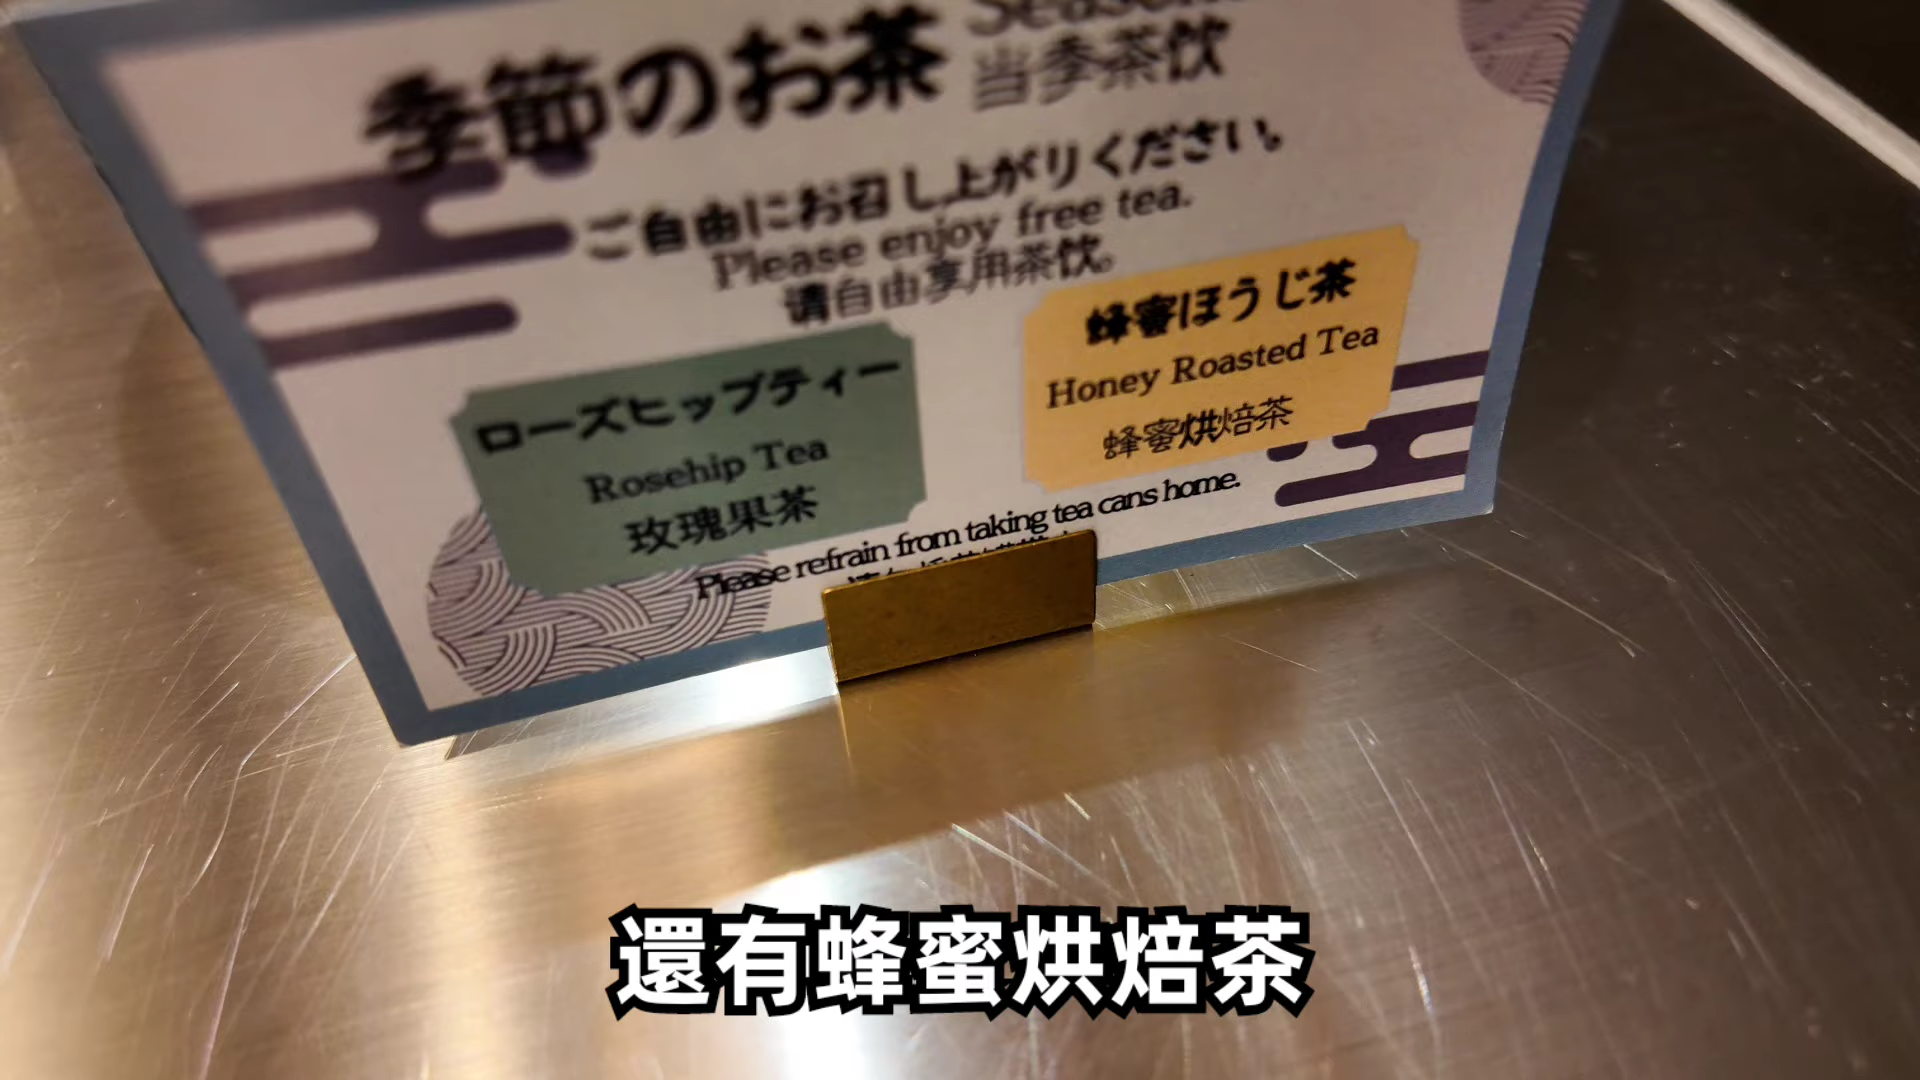 季節のお茶
当季茶饮
ご自由にお召し上がりください。
Please enjoy free tea.
请自由享用茶饮。
ローズヒップティー
Rosehip Tea
玫瑰果茶
蜂蜜ほうじ茶
Honey Roasted Tea
蜂蜜烘焙茶
Please refrain from taking tea cans home.
還有蜂蜜烘焙茶